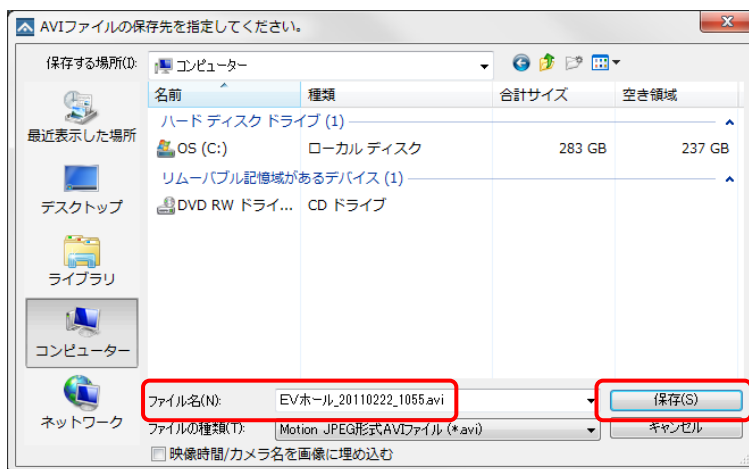 AVIファイルの保存先を指定してください。
保存する場所(I): コンピューター
名前 種類 合計サイズ 空き領域
ハード ディスク ドライブ (1)
OS (C:) ローカル ディスク 283 GB 237 GB
リムーバブル記憶域があるデバイス (1)
DVD RW ドライ... CD ドライブ
最近表示した場所
デスクトップ
ライブラリ
コンピューター
ネットワーク
ファイル名(N): EVホール_20110222_1055.avi 保存(S)
ファイルの種類(T): Motion JPEG形式AVIファイル (*.avi) キャンセル
映像時間/カメラ名を画像に埋め込む